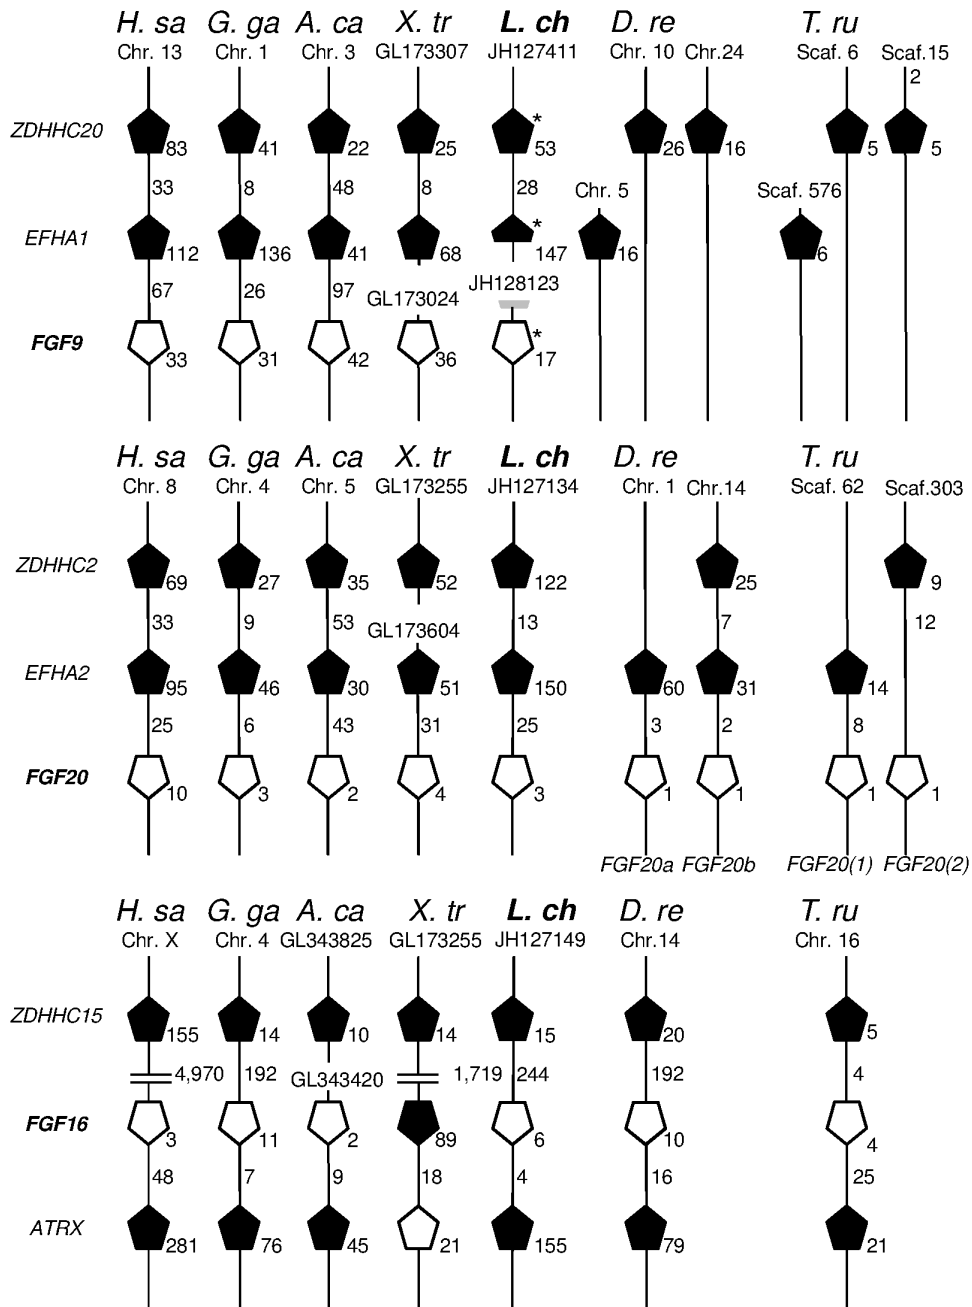 H. sa G. ga A. ca X. tr L. ch D. re T. ru
Chr. 13 Chr. 1 Chr. 3 GL173307 JH127411 Chr. 10 Chr.24 Scaf. 6 Scaf.15
2
ZDHHC20 * 
83 41 22 25 53 26 16 5 5
33 8 48 8 28 Chr. 5 Scaf. 576
EFHA1 *
112 136 41 68 147 16 6
67 26 97 GL173024 JH128123
FGF9 *
33 31 42 36 17
H. sa G. ga A. ca X. tr L. ch D. re T. ru
Chr. 8 Chr. 4 Chr. 5 GL173255 JH127134 Chr. 1 Chr.14 Scaf. 62 Scaf.303
ZDHHC2
69 27 35 52 122 25 9
33 9 53 GL173604 13 7 12
EFHA2
95 46 30 51 150 60 31 14
25 6 43 31 25 3 2 8
FGF20
10 3 2 4 3 1 1 1 1
FGF20a FGF20b FGF20(1) FGF20(2)
H. sa G. ga A. ca X. tr L. ch D. re T. ru
Chr. X Chr. 4 GL343825 GL173255 JH127149 Chr.14 Chr. 16
ZDHHC15
155 14 10 14 15 20 5
4,970 192 GL343420 1,719 244 192 4
FGF16
3 11 2 89 6 10 4
48 7 9 18 4 16 25
ATRX
281 76 45 21 155 79 21